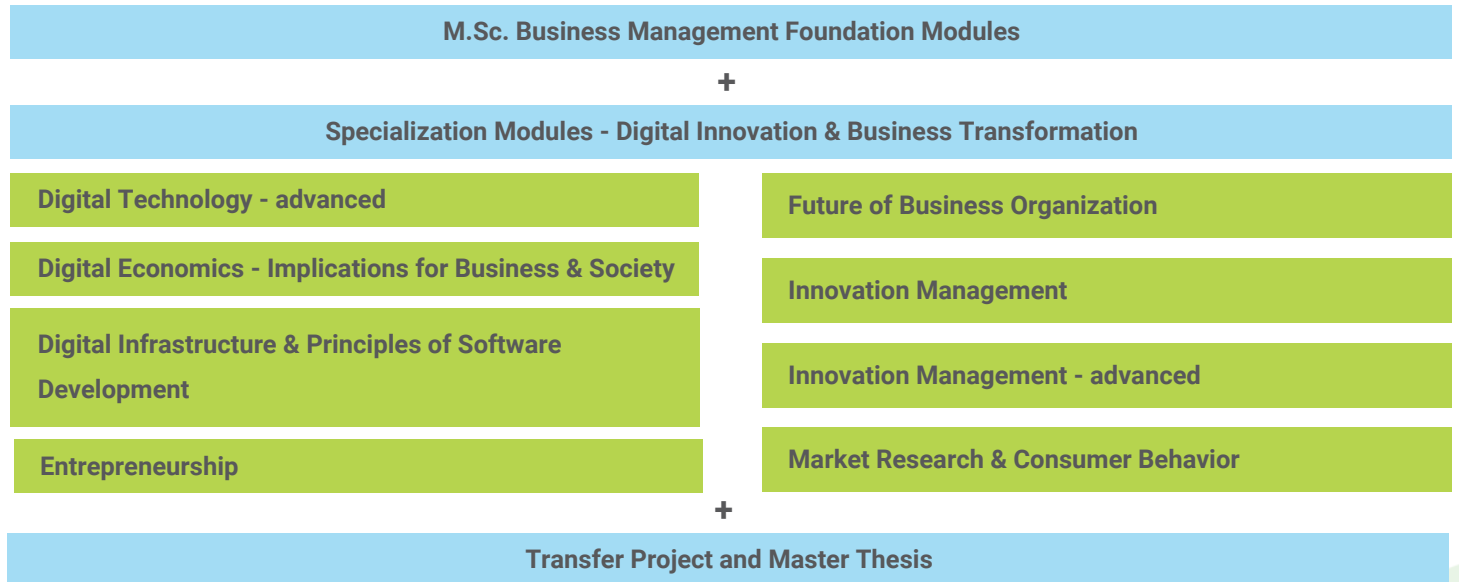 M.Sc. Business Management Foundation Modules
+
Specialization Modules - Digital Innovation & Business Transformation
Digital Technology - advanced
Digital Economics - Implications for Business & Society
Digital Infrastructure & Principles of Software
Development
Entrepreneurship
Future of Business Organization
Innovation Management
Innovation Management - advanced
Market Research & Consumer Behavior
+
Transfer Project and Master Thesis